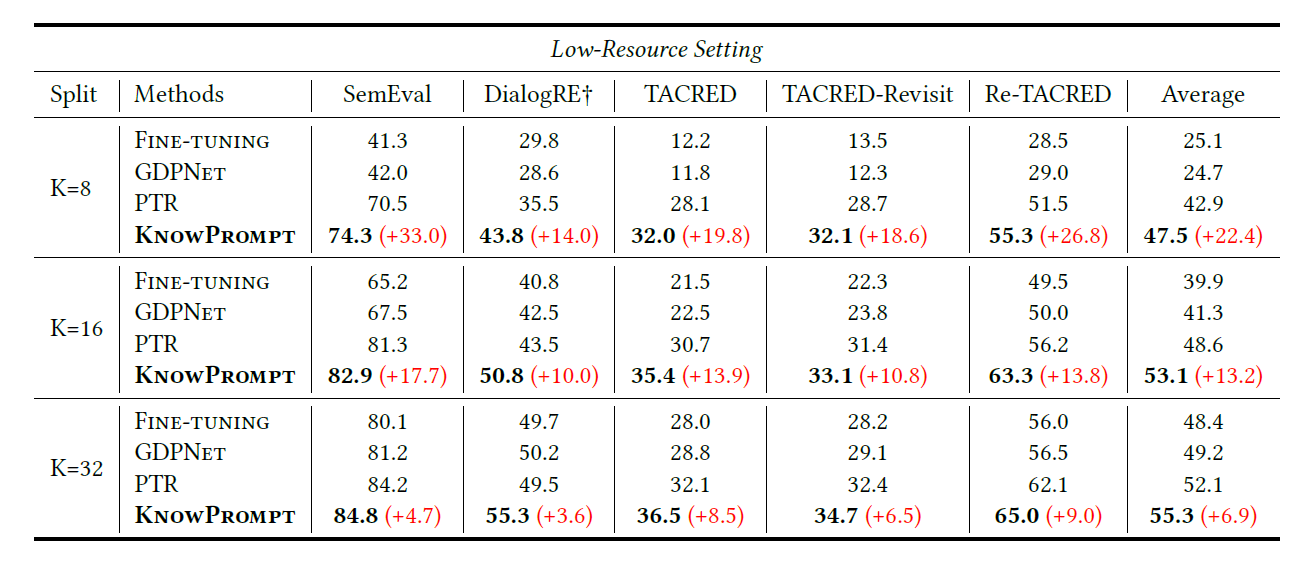 Low-Resource Setting
Split Methods SemEval DialogRE† TACRED TACRED-Revisit Re-TACRED Average
K=8
Fine-tuning 41.3 29.8 12.2 13.5 28.5 25.1
GDPNet 42.0 28.6 11.8 12.3 29.0 24.7
PTR 70.5 35.5 28.1 28.7 51.5 42.9
KnowPrompt 74.3 (+33.0) 43.8 (+14.0) 32.0 (+19.8) 32.1 (+18.6) 55.3 (+26.8) 47.5 (+22.4)
K=16
Fine-tuning 65.2 40.8 21.5 22.3 49.5 39.9
GDPNet 67.5 42.5 22.5 23.8 50.0 41.3
PTR 81.3 43.5 30.7 31.4 56.2 48.6
KnowPrompt 82.9 (+17.7) 50.8 (+10.0) 35.4 (+13.9) 33.1 (+10.8) 63.3 (+13.8) 53.1 (+13.2)
K=32
Fine-tuning 80.1 49.7 28.0 28.2 56.0 48.4
GDPNet 81.2 50.2 28.8 29.1 56.5 49.2
PTR 84.2 49.5 32.1 32.4 62.1 52.1
KnowPrompt 84.8 (+4.7) 55.3 (+3.6) 36.5 (+8.5) 34.7 (+6.5) 65.0 (+9.0) 55.3 (+6.9)